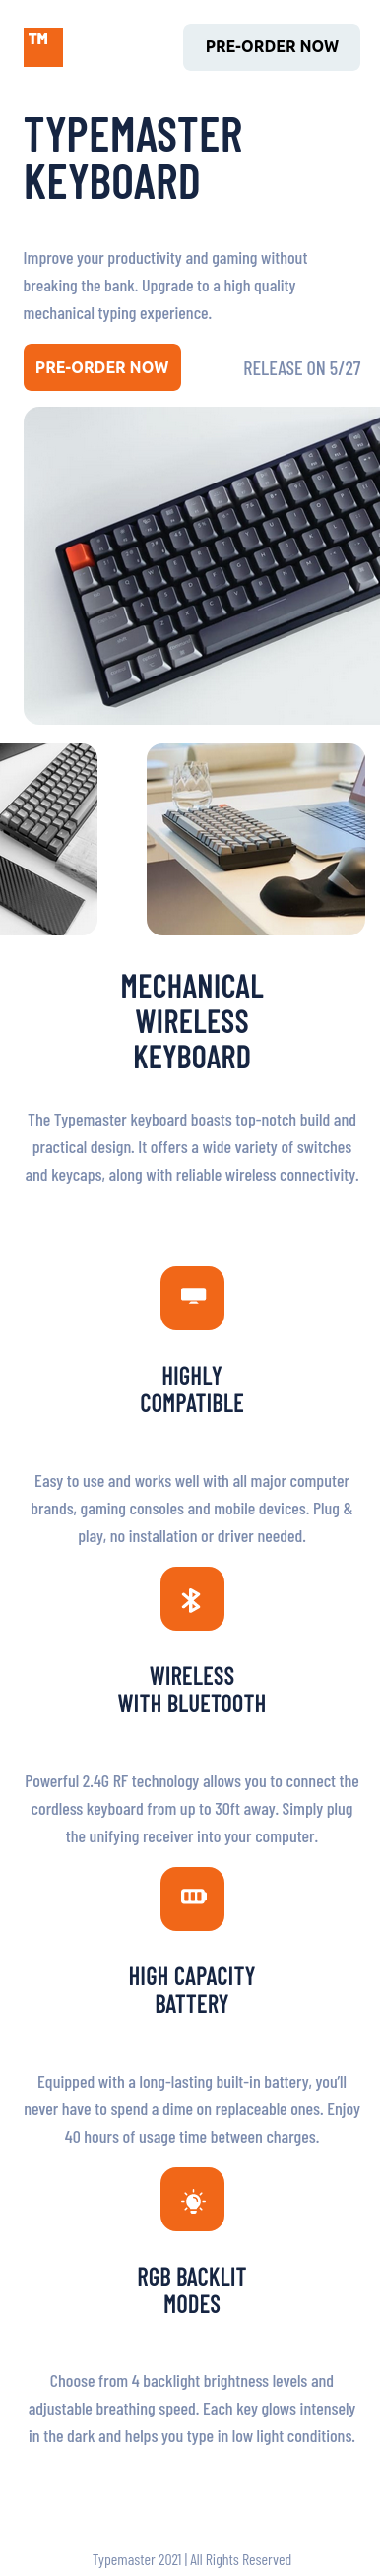 TM
PRE-ORDER NOW
TYPEMASTER
KEYBOARD
Improve your productivity and gaming without
breaking the bank. Upgrade to a high quality
mechanical typing experience.
PRE-ORDER NOW
RELEASE ON 5/27
MECHANICAL
WIRELESS
KEYBOARD
The Typemaster keyboard boasts top-notch build and
practical design. It offers a wide variety of switches
and keycaps, along with reliable wireless connectivity.
HIGHLY
COMPATIBLE
Easy to use and works well with all major computer
brands, gaming consoles and mobile devices. Plug &
play, no installation or driver needed.
WIRELESS
WITH BLUETOOTH
Powerful 2.4G RF technology allows you to connect the
cordless keyboard from up to 30ft away. Simply plug
the unifying receiver into your computer.
HIGH CAPACITY
BATTERY
Equipped with a long-lasting built-in battery, you’ll
never have to spend a dime on replaceable ones. Enjoy
40 hours of usage time between charges.
RGB BACKLIT
MODES
Choose from 4 backlight brightness levels and
adjustable breathing speed. Each key glows intensely
in the dark and helps you type in low light conditions.
Typemaster 2021 | All Rights Reserved